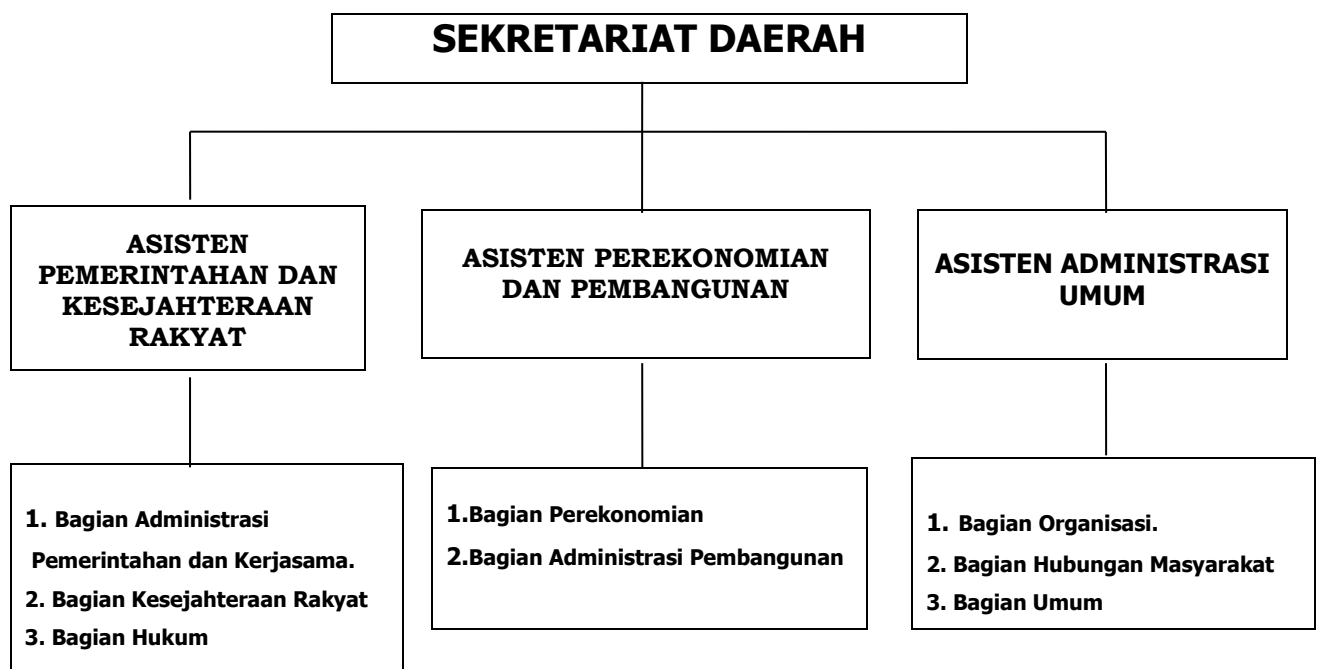 SEKRETARIAT DAERAH
ASISTEN
PEMERINTAHAN DAN
KESEJAHTERAAN
RAKYAT
ASISTEN PEREKONOMIAN
DAN PEMBANGUNAN
ASISTEN ADMINISTRASI
UMUM
1. Bagian Administrasi
Pemerintahan dan Kerjasama.
2. Bagian Kesejahteraan Rakyat
3. Bagian Hukum
1.Bagian Perekonomian
2.Bagian Administrasi Pembangunan
1. Bagian Organisasi.
2. Bagian Hubungan Masyarakat
3. Bagian Umum